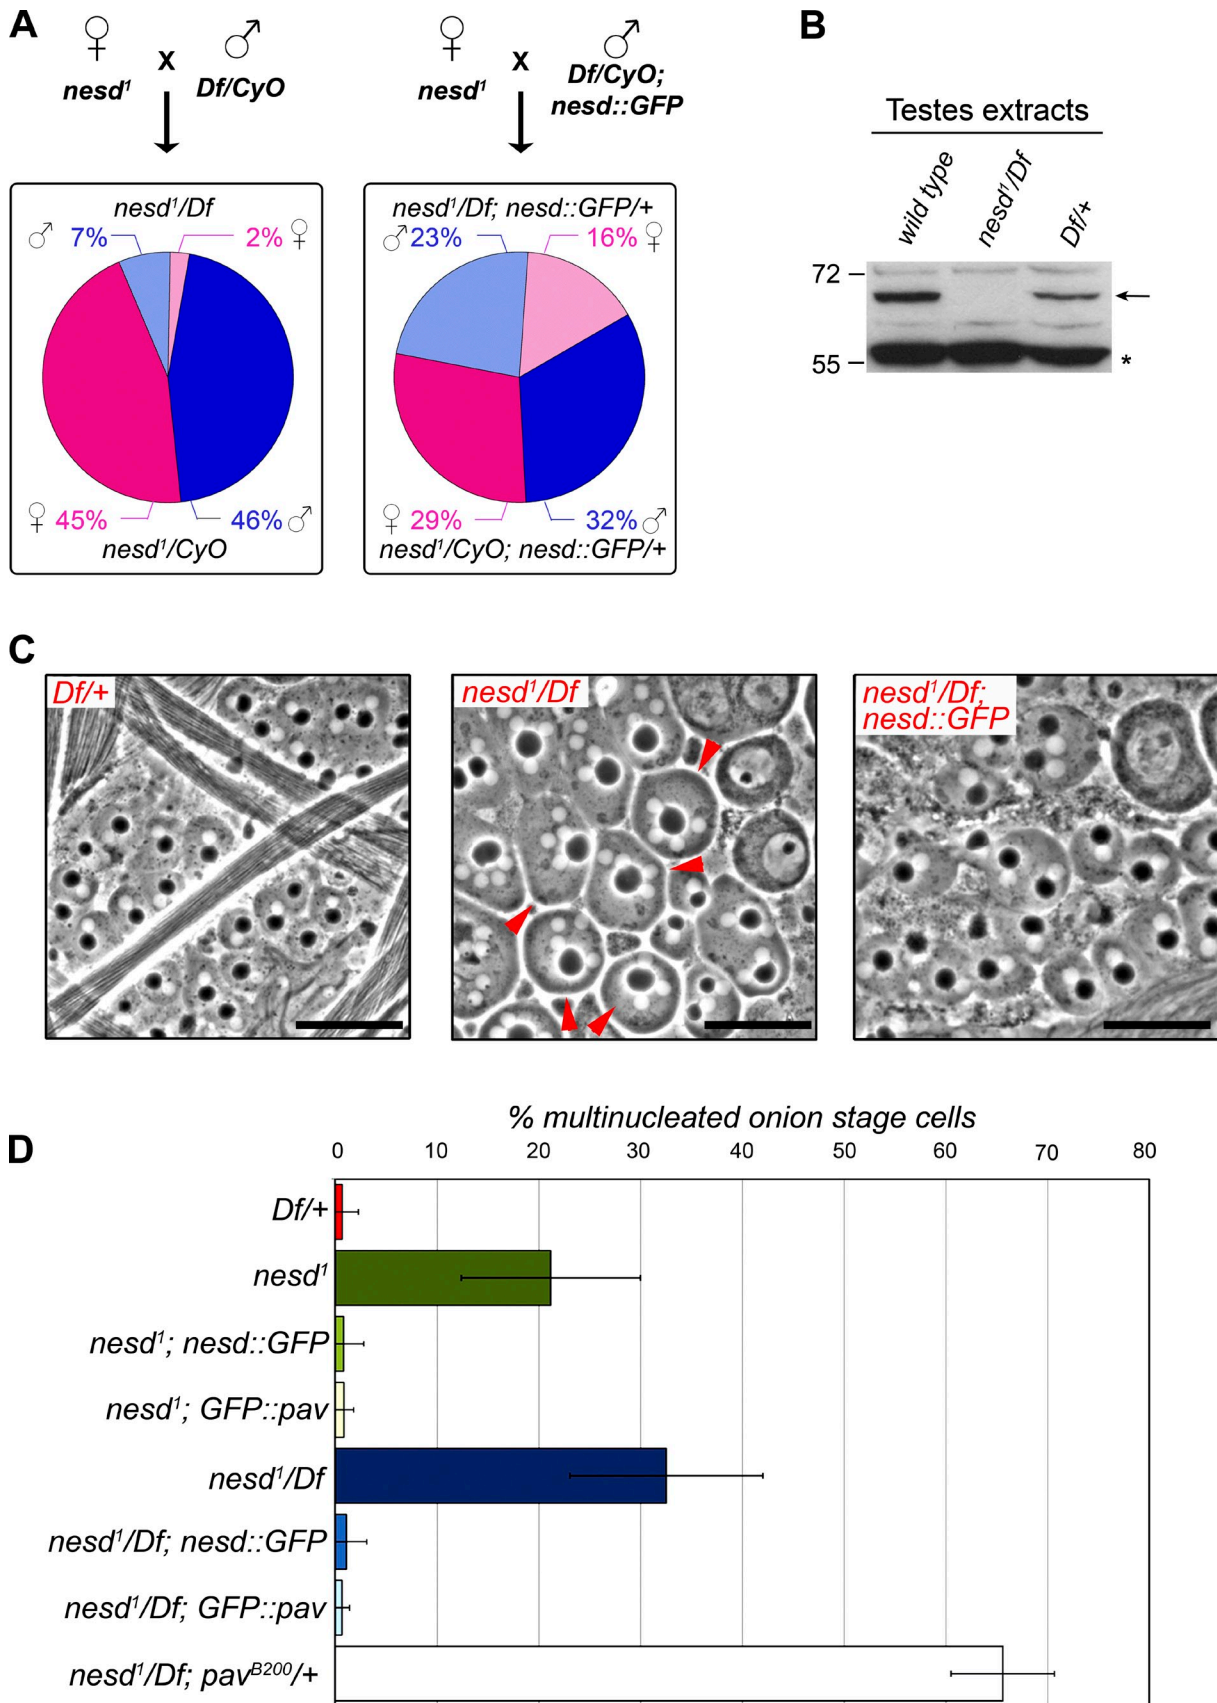 A
♀ X ♂
nesd¹ Df/CyO
nesd¹/Df
♂ 7% 2% ♀
♀ 45% 46% ♂
nesd¹/CyO
♀ X ♂
nesd¹ Df/CyO;
nesd::GFP
nesd¹/Df; nesd::GFP/+
♂ 23% 16% ♀
♀ 29% 32% ♂
nesd¹/CyO; nesd::GFP/+
B
Testes extracts
wild type nesd¹/Df Df/+
72
55 *
C
Df/+
nesd¹/Df
nesd¹/Df;
nesd::GFP
D
% multinucleated onion stage cells
0 10 20 30 40 50 60 70 80
Df/+
nesd¹
nesd¹; nesd::GFP
nesd¹; GFP::pav
nesd¹/Df
nesd¹/Df; nesd::GFP
nesd¹/Df; GFP::pav
nesd¹/Df; pavᴮ²⁰⁰/+